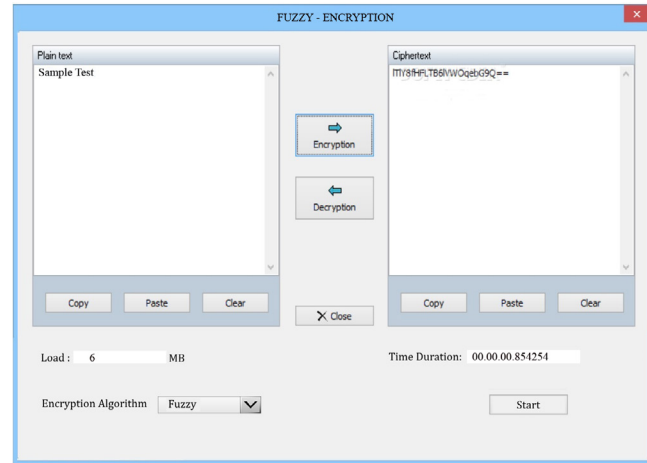 FUZZY - ENCRYPTION
Plain text
Sample Test
Ciphertext
Encryption
Decryption
Copy Paste Clear
Close
Copy Paste Clear
Load : 6 MB
Time Duration: 00.00.00.854254
Encryption Algorithm Fuzzy
Start